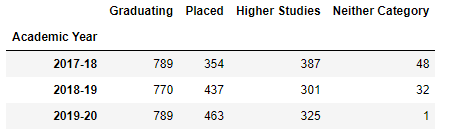 Graduating Placed Higher Studies Neither Category
Academic Year
2017-18 789 354 387 48
2018-19 770 437 301 32
2019-20 789 463 325 1